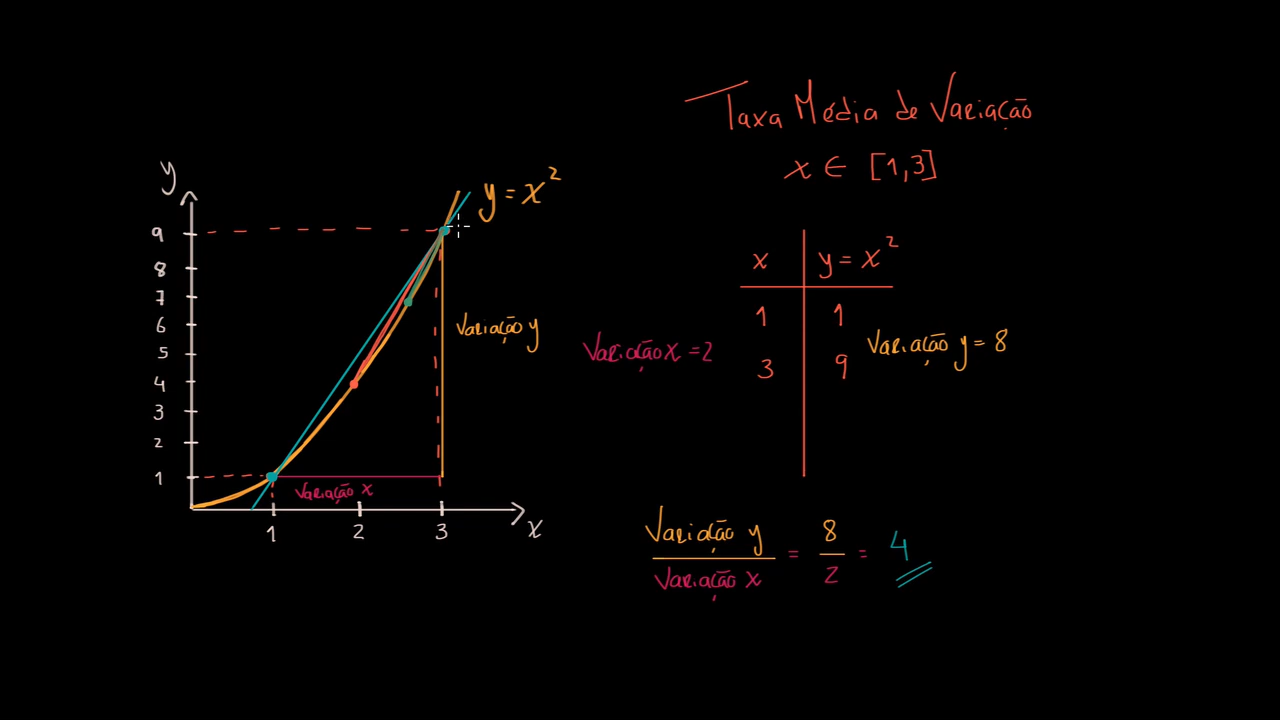 Taxa Média de Variação
x ∈ [1,3]
y
y = x²
9
8
7
6
5
4
3
2
1
Variação y
Variação x
1 2 3 x
x y = x²
1 1
3 9
Variação x = 2
Variação y = 8
Variação y / Variação x = 8/2 = 4